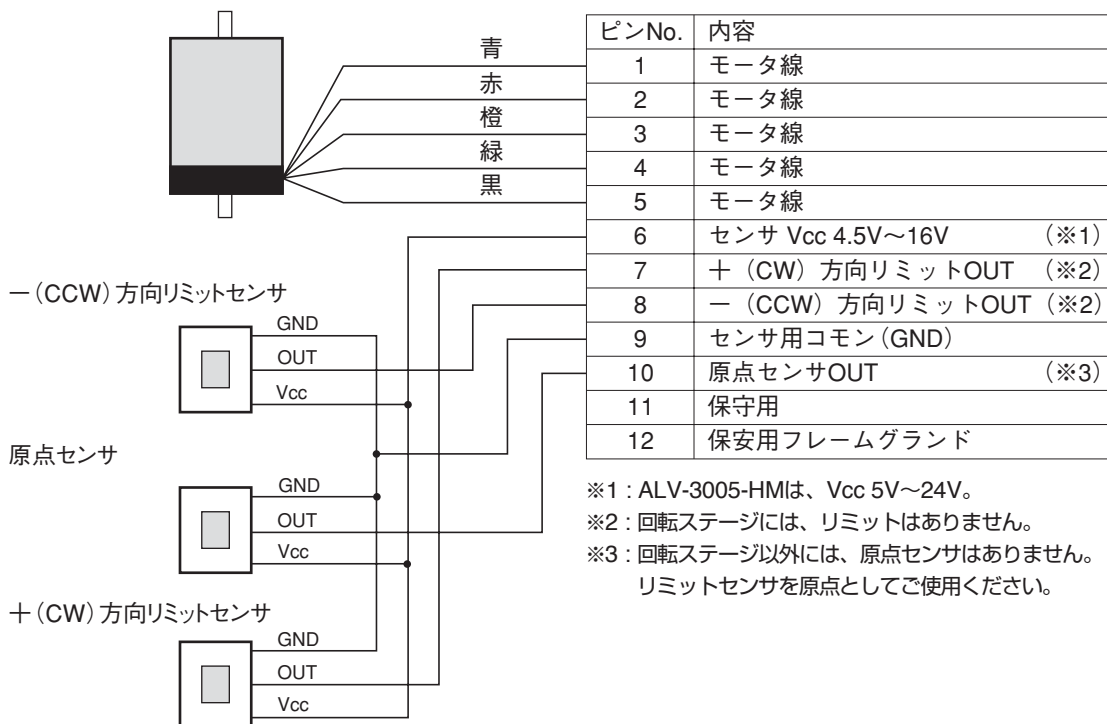 青
赤
橙
緑
黒
ピンNo. 内容
1 モータ線
2 モータ線
3 モータ線
4 モータ線
5 モータ線
6 センサ Vcc 4.5V～16V （※1）
7 ＋（CW）方向リミットOUT （※2）
8 －（CCW）方向リミットOUT（※2）
9 センサ用コモン（GND）
10 原点センサOUT （※3）
11 保守用
12 保安用フレームグランド
－（CCW）方向リミットセンサ
GND
OUT
Vcc
原点センサ
GND
OUT
Vcc
＋（CW）方向リミットセンサ
GND
OUT
Vcc
※1：ALV-3005-HMは、Vcc 5V～24V。
※2：回転ステージには、リミットはありません。
※3：回転ステージ以外には、原点センサはありません。
リミットセンサを原点としてご使用ください。